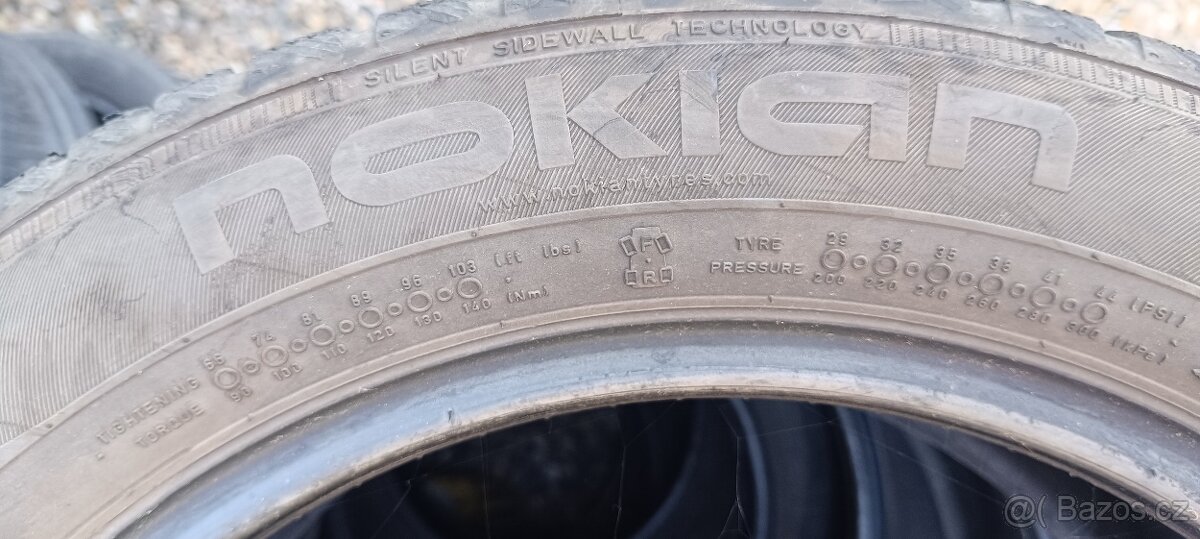 SILENT SIDEWALL TECHNOLOGY
nokian
www.nokiantyres.com
TIGHTENING TORQUE
66 74 81 89 96 103 (ft lbs)
90 100 110 120 130 140 (Nm)
F
R
TYRE PRESSURE
29 32 35 38 41 44 (PSI)
200 220 240 260 280 300 (KPa)
@ Bazos.cz